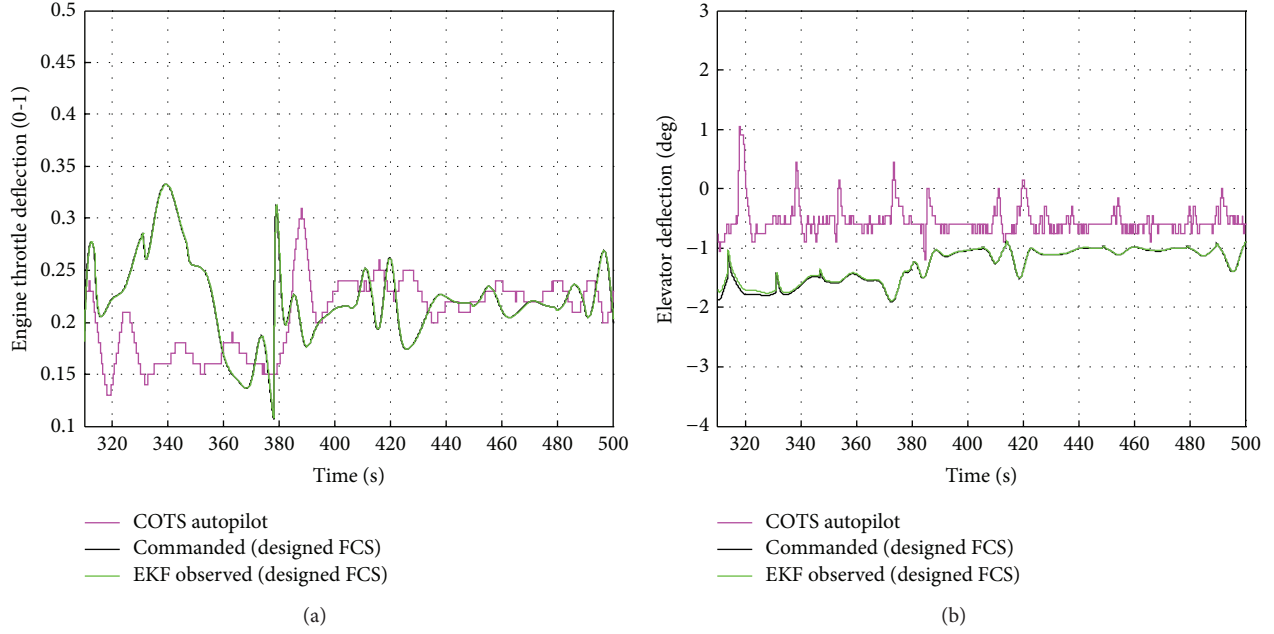 0.5
0.45
0.4
0.35
0.3
0.25
0.2
0.15
0.1
Engine throttle deflection (0-1)
320 340 360 380 400 420 440 460 480 500
Time (s)
COTS autopilot
Commanded (designed FCS)
EKF observed (designed FCS)
(a)
3
2
1
0
−1
−2
−3
−4
Elevator deflection (deg)
320 340 360 380 400 420 440 460 480 500
Time (s)
COTS autopilot
Commanded (designed FCS)
EKF observed (designed FCS)
(b)